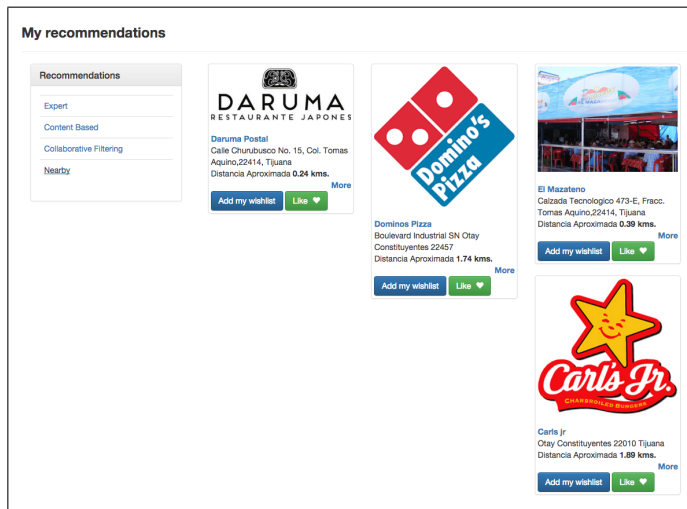 My recommendations
Recommendations
Expert
Content Based
Collaborative Filtering
Nearby
DARUMA
RESTAURANTE JAPONES
Daruma Postal
Calle Churubusco No. 15, Col. Tomas
Aquino,22414, Tijuana
Distancia Aproximada 0.24 kms.
More
Add my wishlist
Like
Domino's
Pizza
Dominos Pizza
Boulevard Industrial SN Otay
Constituyentes 22457
Distancia Aproximada 1.74 kms.
More
Add my wishlist
Like
EL MAZATENO
El Mazateno
Calzada Tecnologico 473-E, Fracc.
Tomas Aquino,22414, Tijuana
Distancia Aproximada 0.39 kms.
More
Add my wishlist
Like
Carl's Jr.
CHARBROILED BURGERS
Carls jr
Otay Constituyentes 22010 Tijuana
Distancia Aproximada 1.89 kms.
More
Add my wishlist
Like